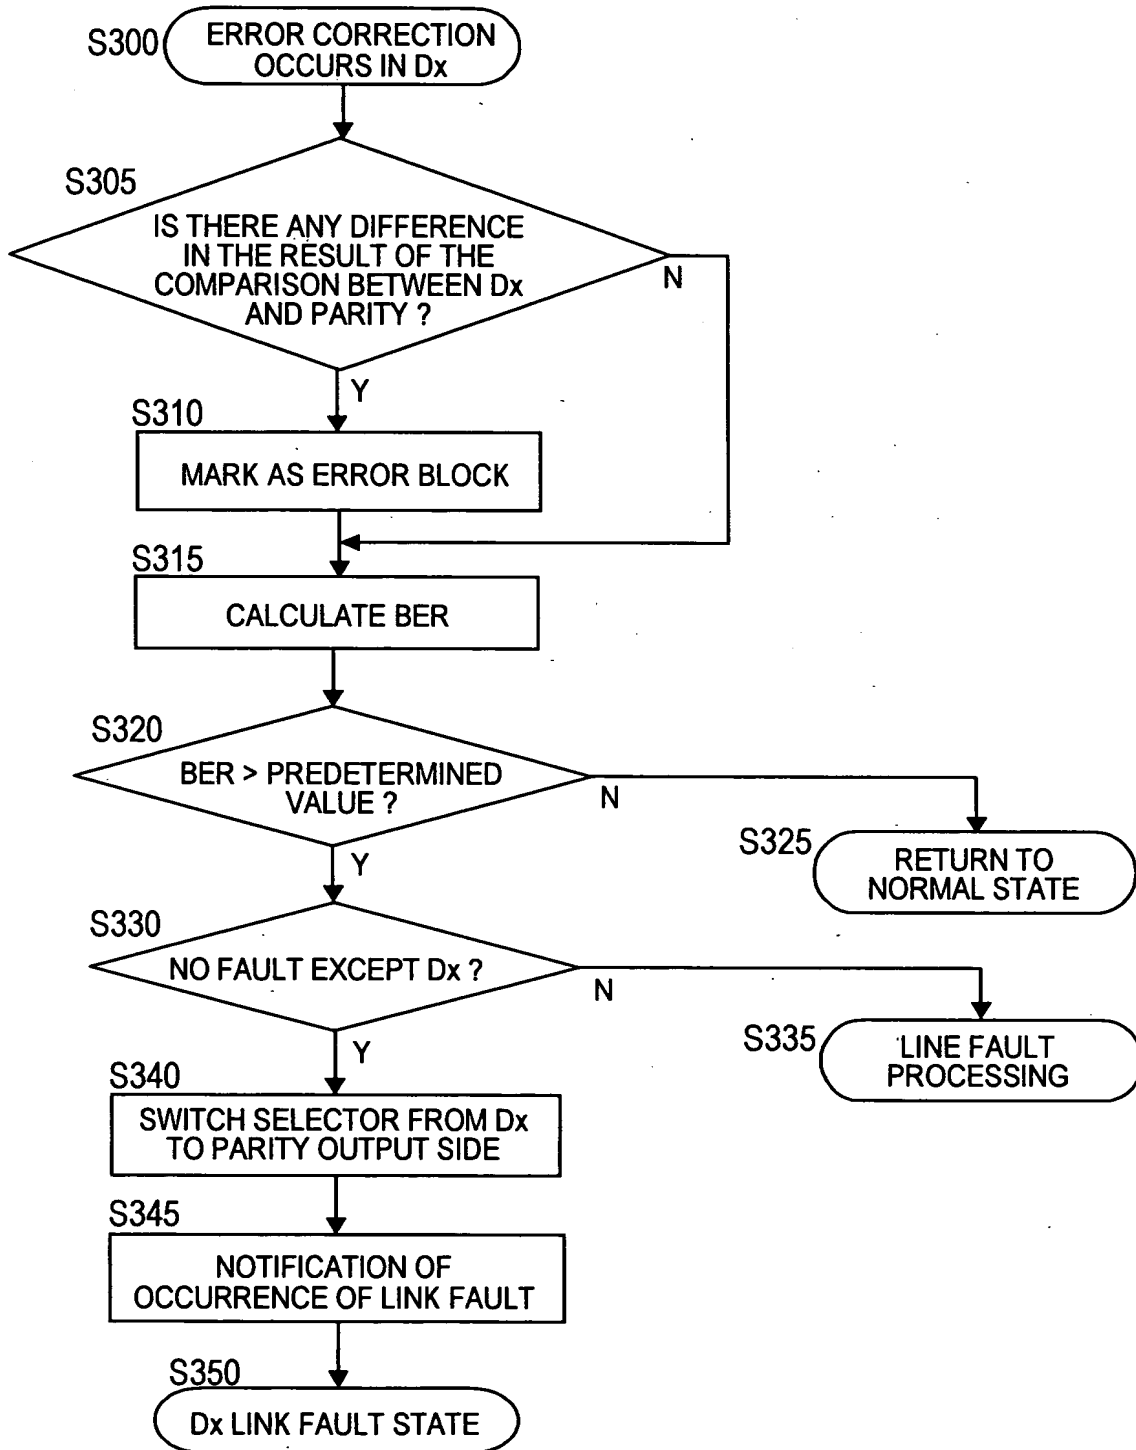 S300
ERROR CORRECTION
OCCURS IN Dx
S305
IS THERE ANY DIFFERENCE
IN THE RESULT OF THE
COMPARISON BETWEEN Dx
AND PARITY ?
N
Y
S310
MARK AS ERROR BLOCK
S315
CALCULATE BER
S320
BER > PREDETERMINED
VALUE ?
N
Y
S325
RETURN TO
NORMAL STATE
S330
NO FAULT EXCEPT Dx ?
N
Y
S335
LINE FAULT
PROCESSING
S340
SWITCH SELECTOR FROM Dx
TO PARITY OUTPUT SIDE
S345
NOTIFICATION OF
OCCURRENCE OF LINK FAULT
S350
Dx LINK FAULT STATE